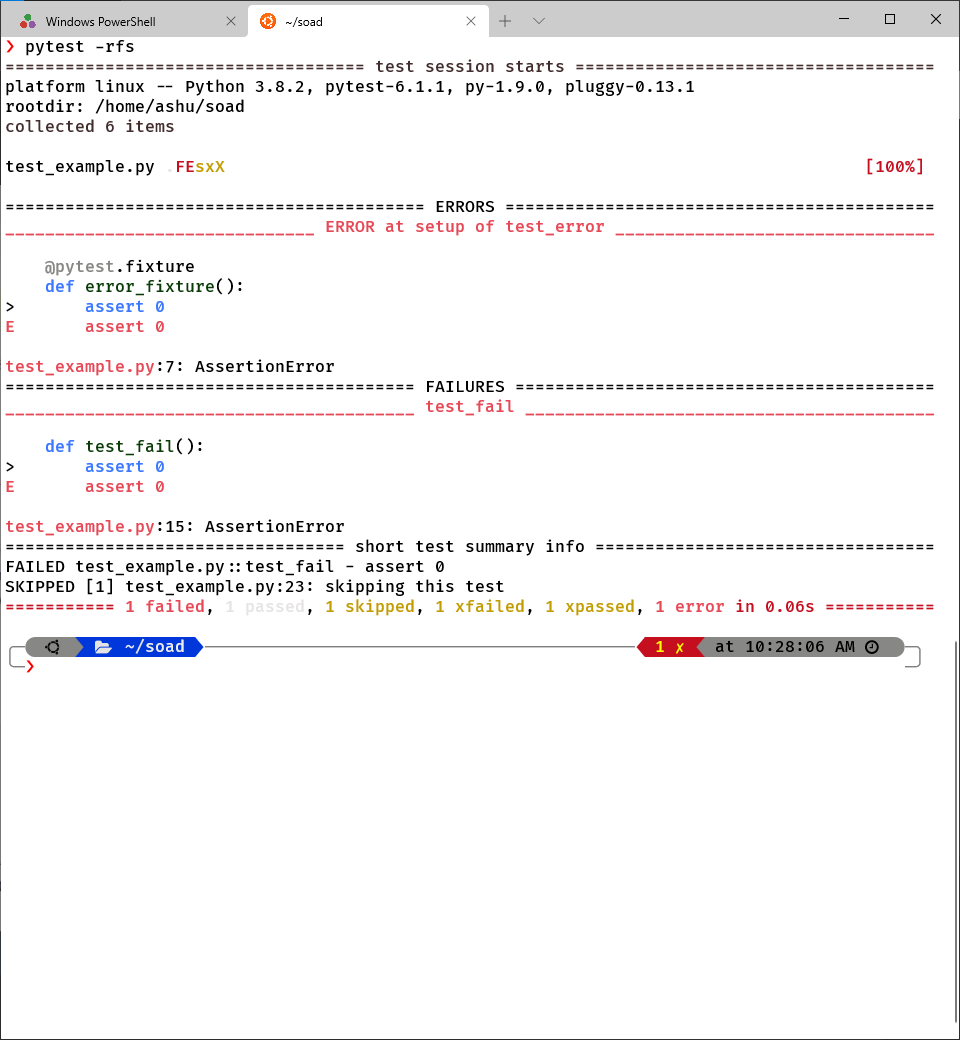 Windows PowerShell
~/soad
❯ pytest -rfs
==================================== test session starts ====================================
platform linux -- Python 3.8.2, pytest-6.1.1, py-1.9.0, pluggy-0.13.1
rootdir: /home/ashu/soad
collected 6 items
test_example.py .FEsxX [100%]
========================================== ERRORS ===========================================
_______________________________ ERROR at setup of test_error ________________________________
@pytest.fixture
def error_fixture():
> assert 0
E assert 0
test_example.py:7: AssertionError
========================================= FAILURES ==========================================
_________________________________________ test_fail _________________________________________
def test_fail():
> assert 0
E assert 0
test_example.py:15: AssertionError
================================== short test summary info ==================================
FAILED test_example.py::test_fail - assert 0
SKIPPED [1] test_example.py:23: skipping this test
=========== 1 failed, 1 passed, 1 skipped, 1 xfailed, 1 xpassed, 1 error in 0.06s ===========
~/soad 1 ✗ at 10:28:06 AM
❯